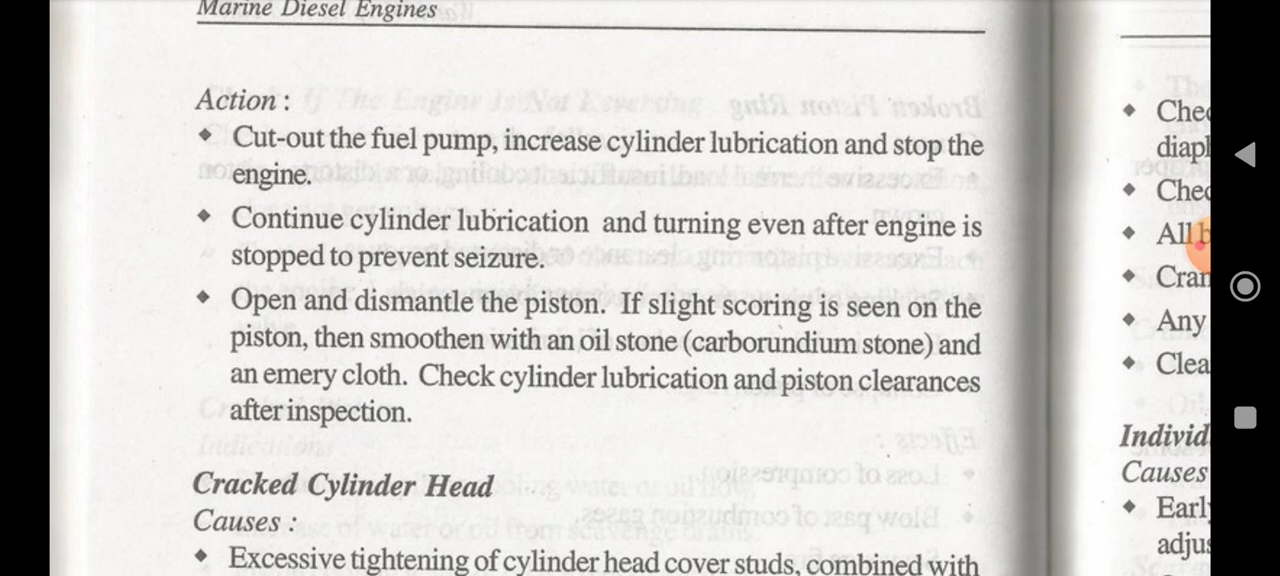 Marine Diesel Engines
Action :
◆ Cut-out the fuel pump, increase cylinder lubrication and stop the
engine.
◆ Continue cylinder lubrication and turning even after engine is
stopped to prevent seizure.
◆ Open and dismantle the piston. If slight scoring is seen on the
piston, then smoothen with an oil stone (carborundium stone) and
an emery cloth. Check cylinder lubrication and piston clearances
after inspection.
Cracked Cylinder Head
Causes :
◆ Excessive tightening of cylinder head cover studs, combined with
◆ Chec
diaph
◆ Chec
◆ All b
◆ Cran
◆ Any
◆ Clea
Individ
Causes
◆ Early
adjus